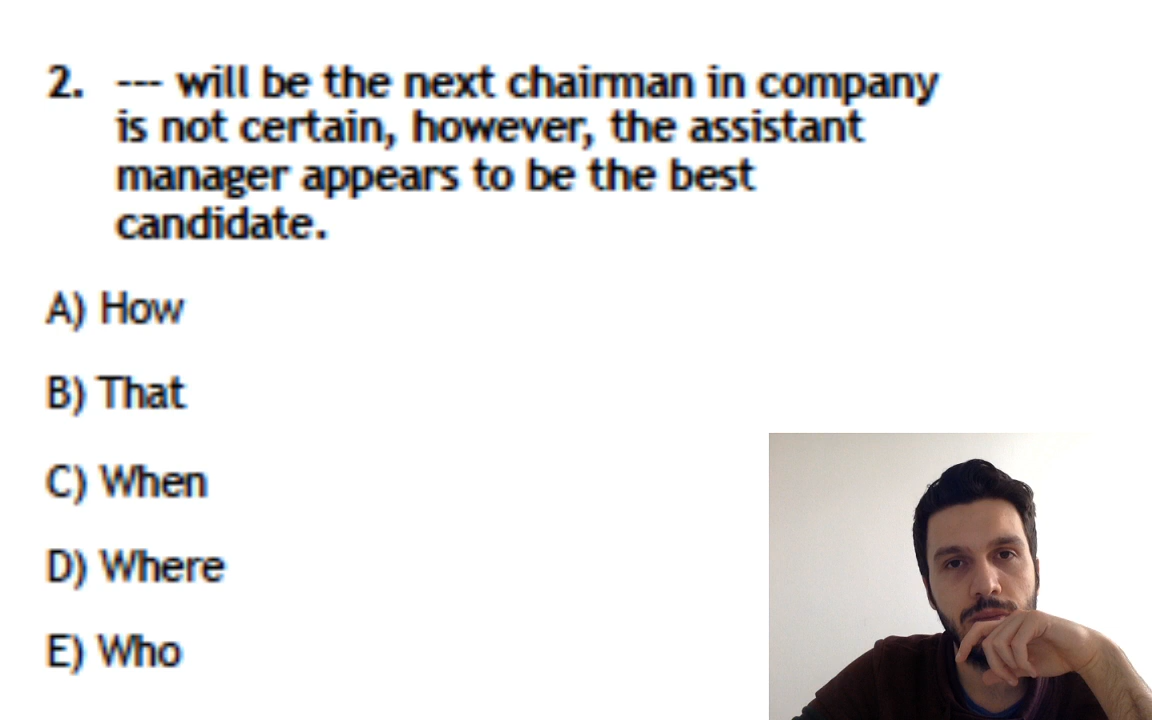 2. --- will be the next chairman in company
is not certain, however, the assistant
manager appears to be the best
candidate.
A) How
B) That
C) When
D) Where
E) Who